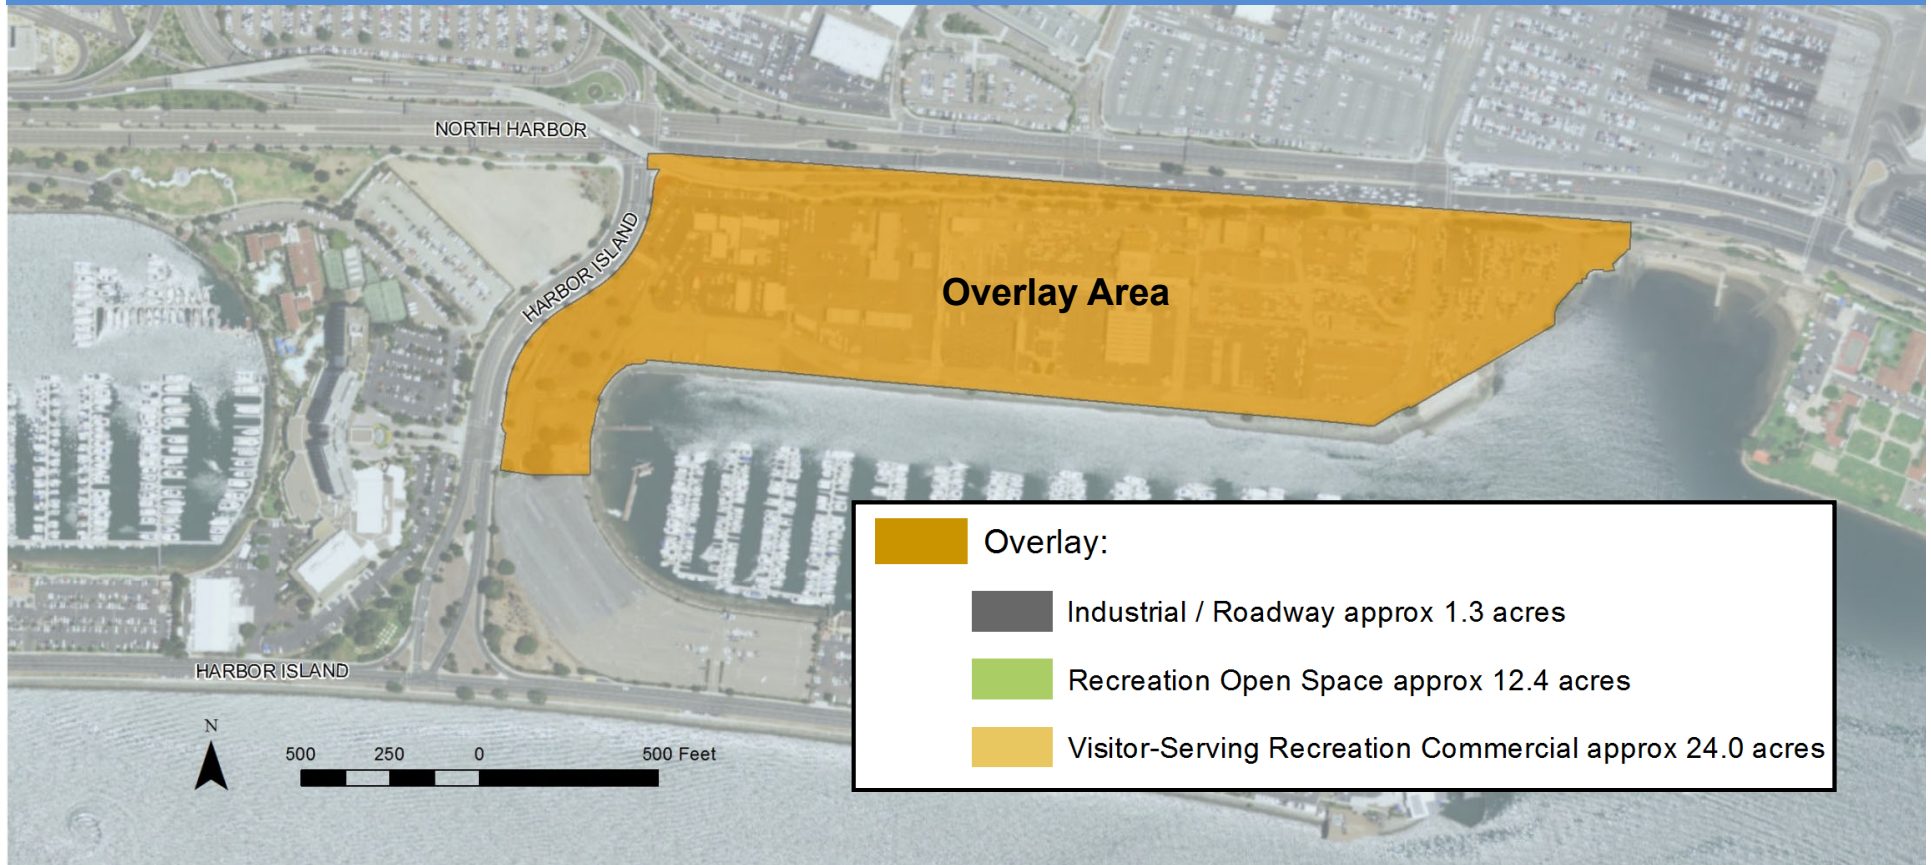 NORTH HARBOR
HARBOR ISLAND
Overlay Area
Overlay:
Industrial / Roadway approx 1.3 acres
Recreation Open Space approx 12.4 acres
Visitor-Serving Recreation Commercial approx 24.0 acres
HARBOR ISLAND
N
500 250 0 500 Feet